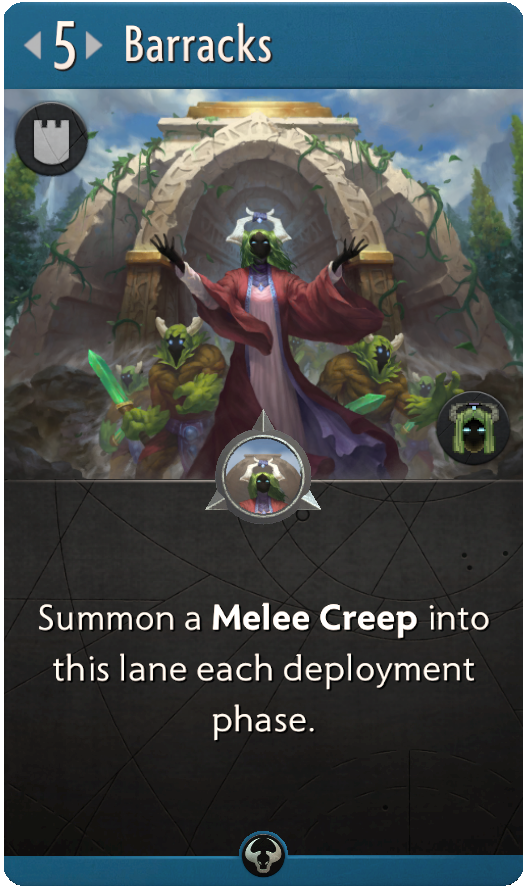 5 Barracks
Summon a Melee Creep into
this lane each deployment
phase.